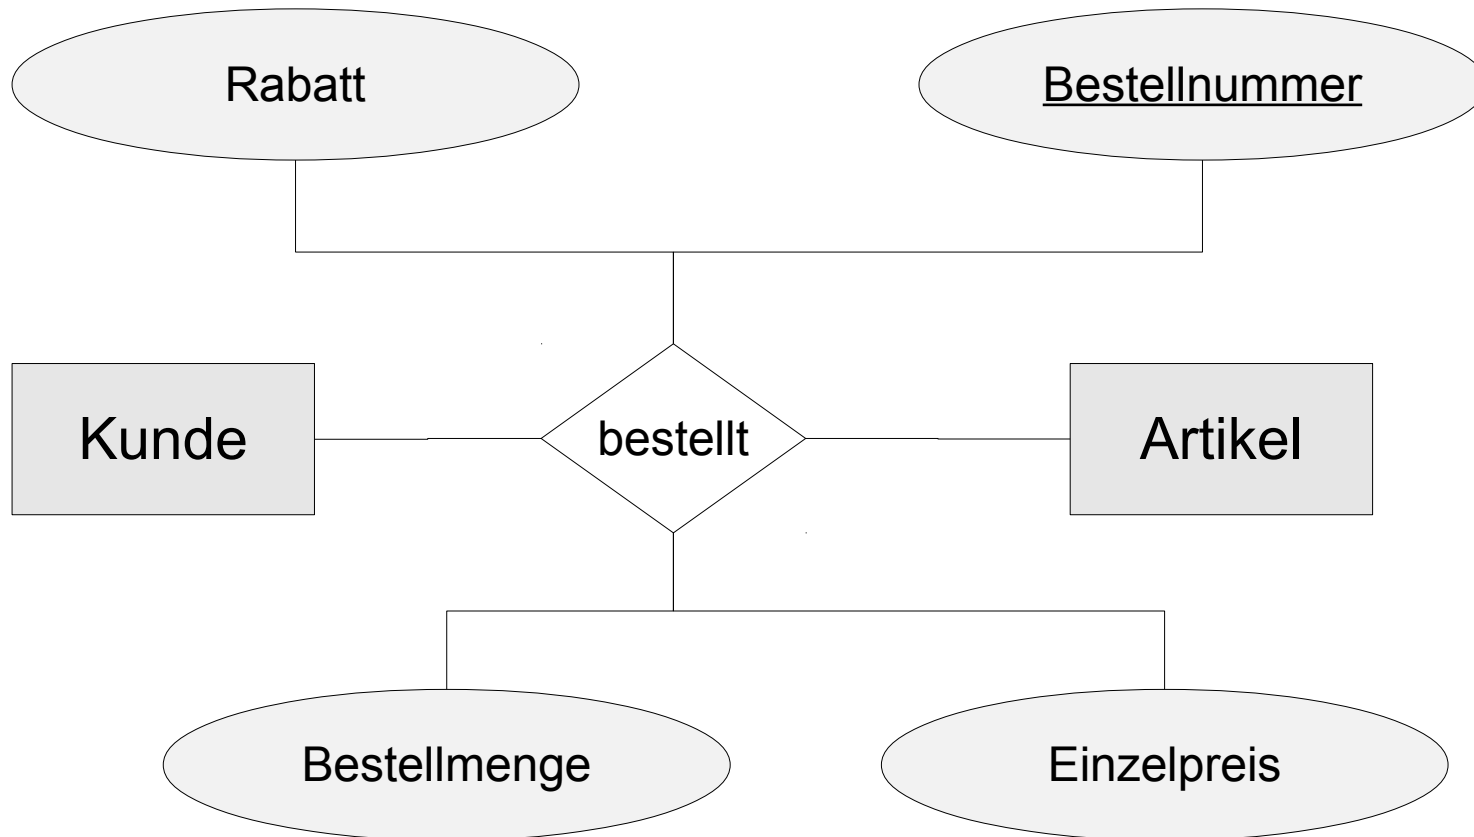 Rabatt
Bestellnummer
Kunde
bestellt
Artikel
Bestellmenge
Einzelpreis